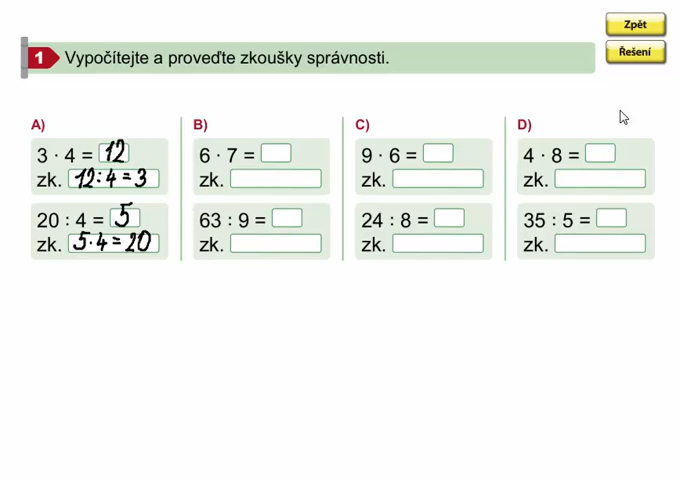 Zpět
1 Vypočítejte a proveďte zkoušky správnosti.
Řešení
A)
3 · 4 = 12
zk. 12:4=3
20 : 4 = 5
zk. 5·4=20
B)
6 · 7 =
zk.
63 : 9 =
zk.
C)
9 · 6 =
zk.
24 : 8 =
zk.
D)
4 · 8 =
zk.
35 : 5 =
zk.